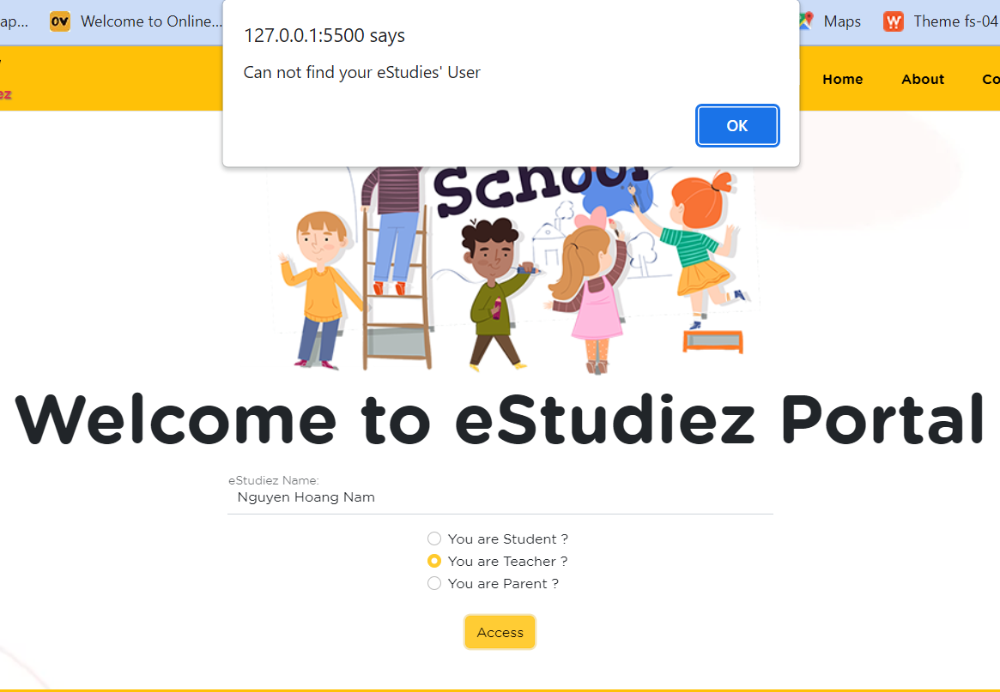 ap...
OV
Welcome to Online...
Maps
W
Theme fs-04
127.0.0.1:5500 says
Can not find your eStudies' User
OK
ez
Home
About
Co
School
Welcome to eStudiez Portal
eStudiez Name:
Nguyen Hoang Nam
You are Student ?
You are Teacher ?
You are Parent ?
Access